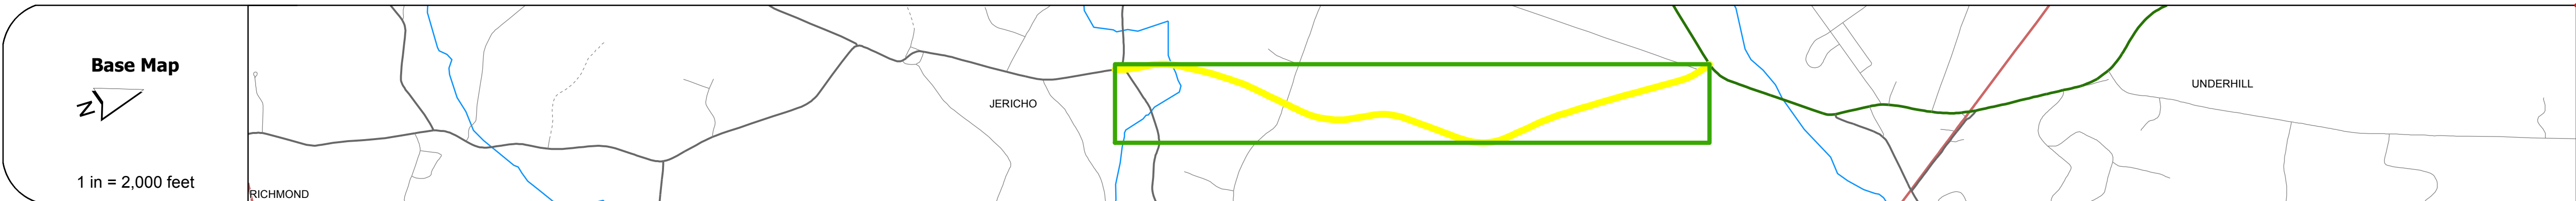 Base Map
N
1 in = 2,000 feet
RICHMOND
JERICHO
UNDERHILL